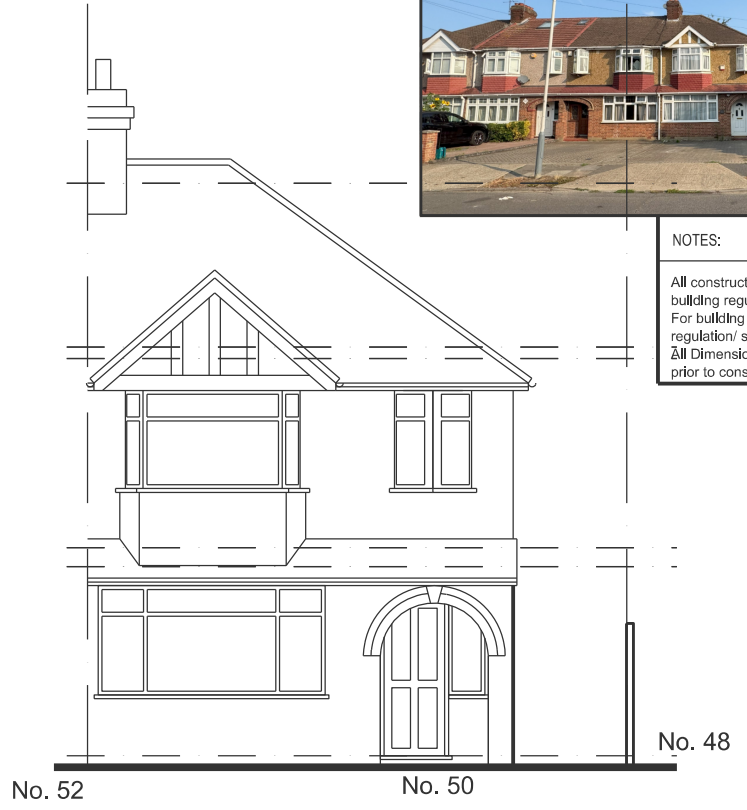 NOTES:
All construct
building regu
For building
regulation/ s
All Dimensio
prior to cons
No. 48
No. 52
No. 50